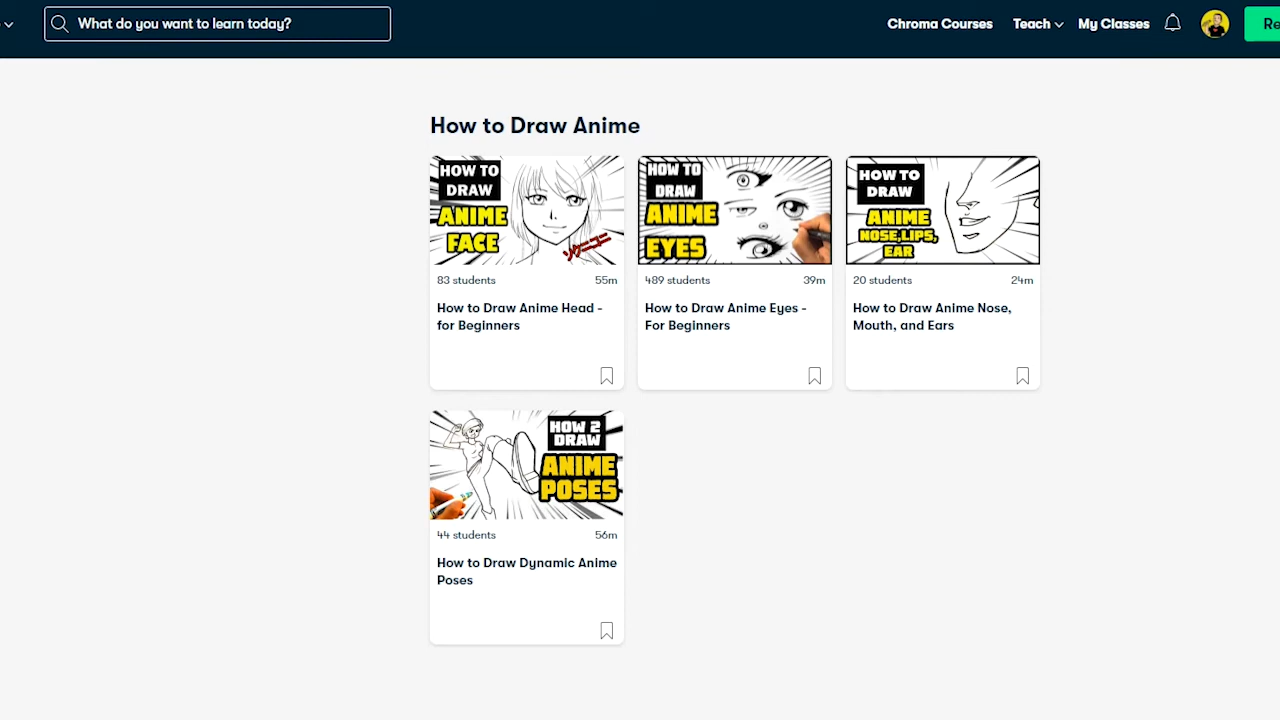 What do you want to learn today?
Chroma Courses
Teach
My Classes
Re
How to Draw Anime
HOW TO
DRAW
ANIME
FACE
83 students
55m
How to Draw Anime Head -
for Beginners
HOW TO
DRAW
ANIME
EYES
489 students
39m
How to Draw Anime Eyes -
For Beginners
HOW TO
DRAW
ANIME
NOSE,LIPS,
EAR
20 students
24m
How to Draw Anime Nose,
Mouth, and Ears
HOW 2
DRAW
ANIME
POSES
44 students
56m
How to Draw Dynamic Anime
Poses